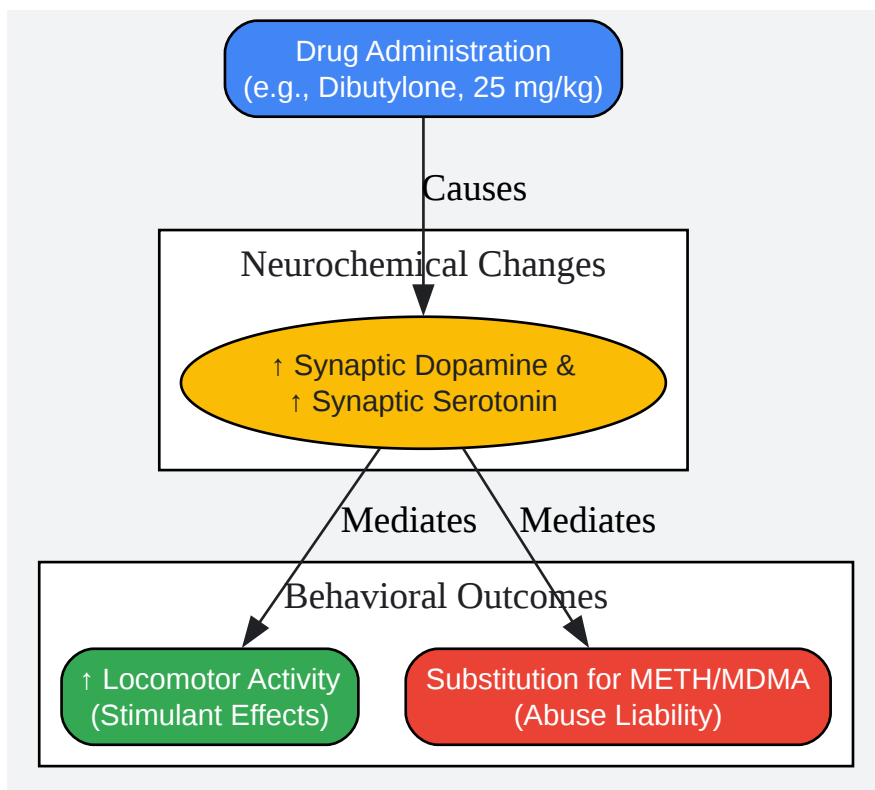 Drug Administration
(e.g., Dibutylone, 25 mg/kg)
Causes
Neurochemical Changes
↑ Synaptic Dopamine &
↑ Synaptic Serotonin
Mediates
Mediates
Behavioral Outcomes
↑ Locomotor Activity
(Stimulant Effects)
Substitution for METH/MDMA
(Abuse Liability)